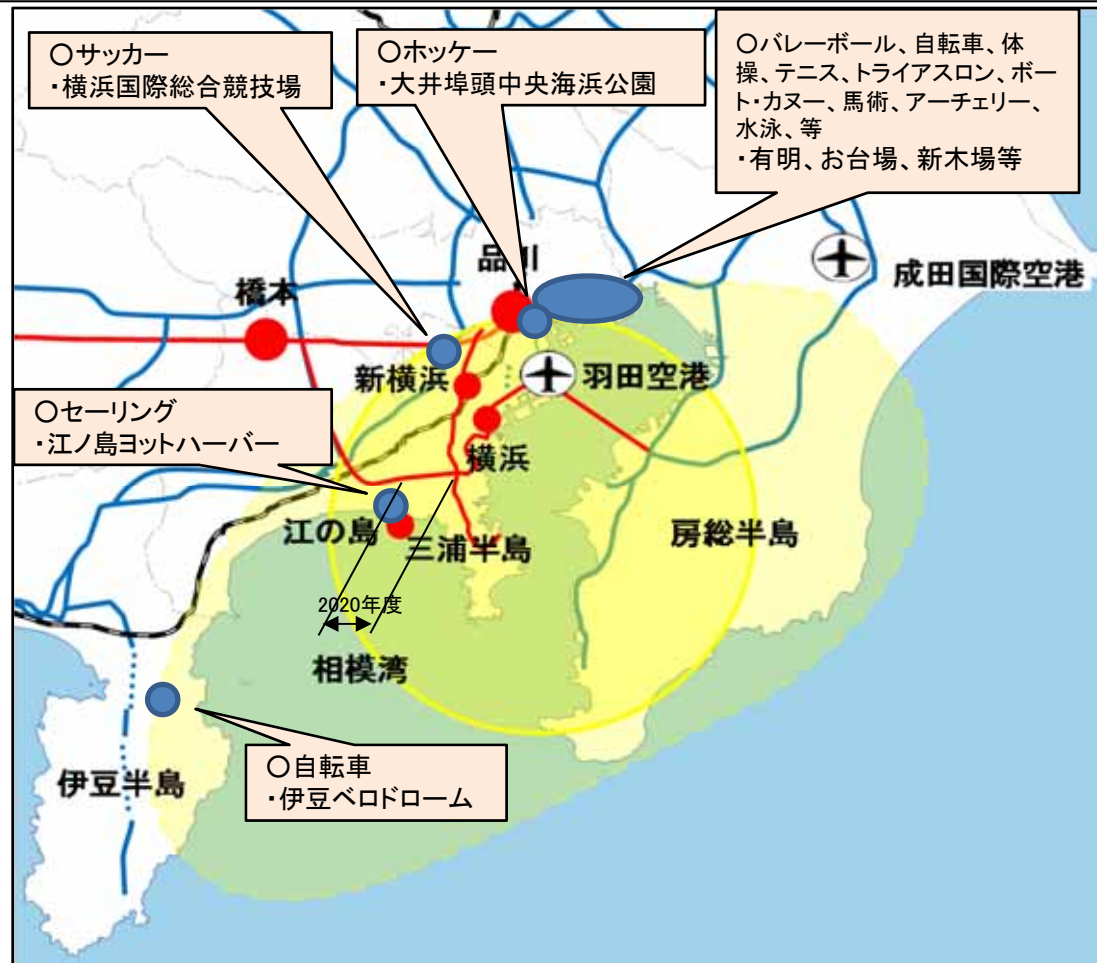 ○サッカー
・横浜国際総合競技場
○ホッケー
・大井埠頭中央海浜公園
○バレーボール、自転車、体
操、テニス、トライアスロン、ボー
ト・カヌー、馬術、アーチェリー、
水泳、等
・有明、お台場、新木場等
品川
成田国際空港
橋本
新横浜
羽田空港
○セーリング
・江ノ島ヨットハーバー
横浜
江の島
三浦半島
房総半島
2020年度
相模湾
伊豆半島
○自転車
・伊豆ベロドローム